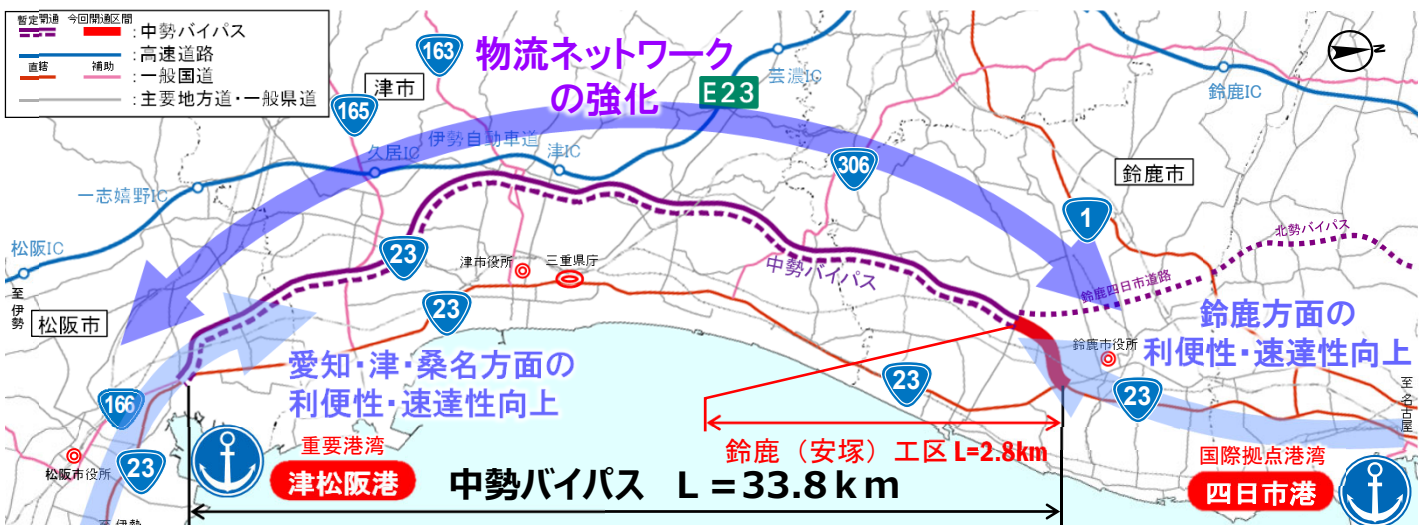 暫定開通 今回開通区間
:中勢バイパス
:高速道路
直轄 補助
:一般国道
:主要地方道・一般県道
163
津市
165
物流ネットワーク
の強化
E23
芸濃IC
鈴鹿IC
N
伊勢自動車道
久居IC
津IC
306
鈴鹿市
一志嬉野IC
1
松阪IC
23
津市役所
三重県庁
中勢バイパス
北勢バイパス
鈴鹿四日市道路
至 伊勢
松阪市
23
鈴鹿方面の
利便性・速達性向上
鈴鹿市役所
愛知・津・桑名方面の
利便性・速達性向上
23
23
至 名古屋
166
松阪市役所
23
至 伊勢
重要港湾
津松阪港
鈴鹿（安塚）工区 L=2.8km
中勢バイパス L=33.8km
国際拠点港湾
四日市港